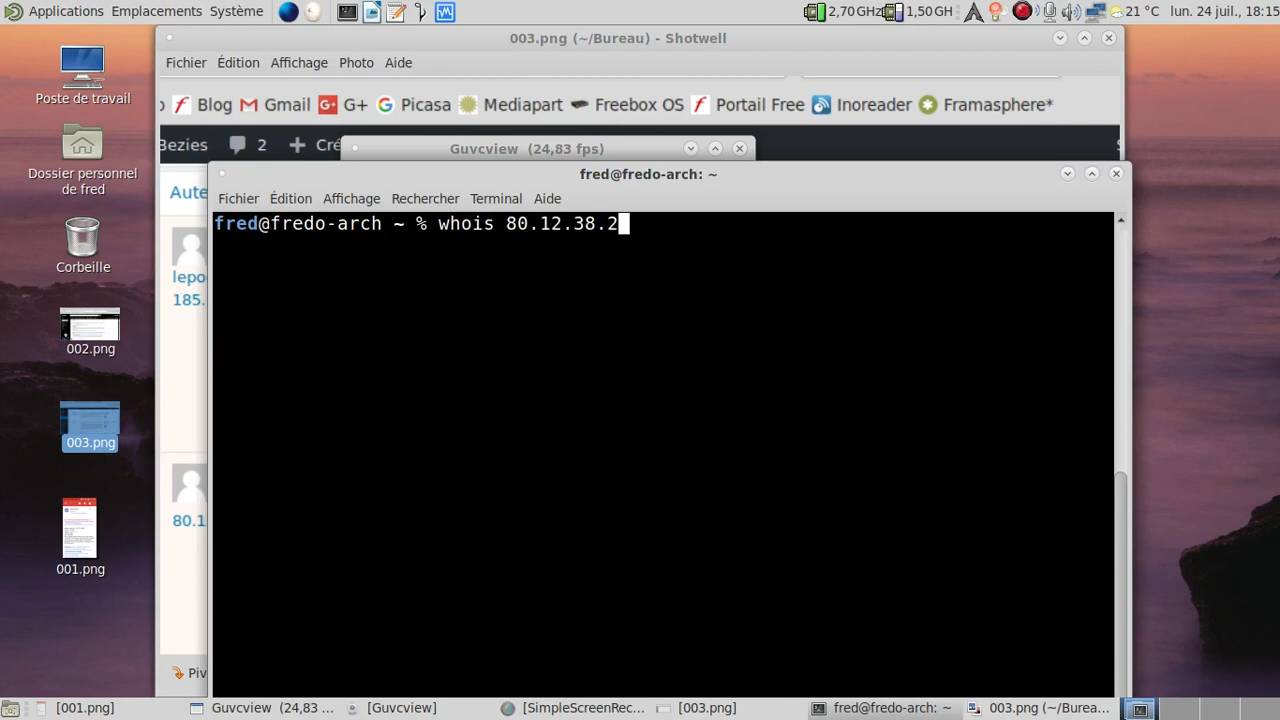 Applications Emplacements Système 2,70 GHz 1,50 GH 21 °C lun. 24 juil., 18:15
003.png (~/Bureau) - Shotwell
Fichier Édition Affichage Photo Aide
Blog Gmail G+ Picasa Mediapart Freebox OS Portail Free Inoreader Framasphere*
Bezies 2 Cré
Guvcview (24,83 fps)
fred@fredo-arch: ~
Fichier Édition Affichage Rechercher Terminal Aide
fred@fredo-arch ~ % whois 80.12.38.2
Aute
lepo
185.
80.1
Piv
Poste de travail
Dossier personnel
de fred
Corbeille
002.png
003.png
001.png
[001.png] Guvcview (24,83 ... [Guvcview] [SimpleScreenRec... [003.png] fred@fredo-arch: ~ 003.png (~/Burea...